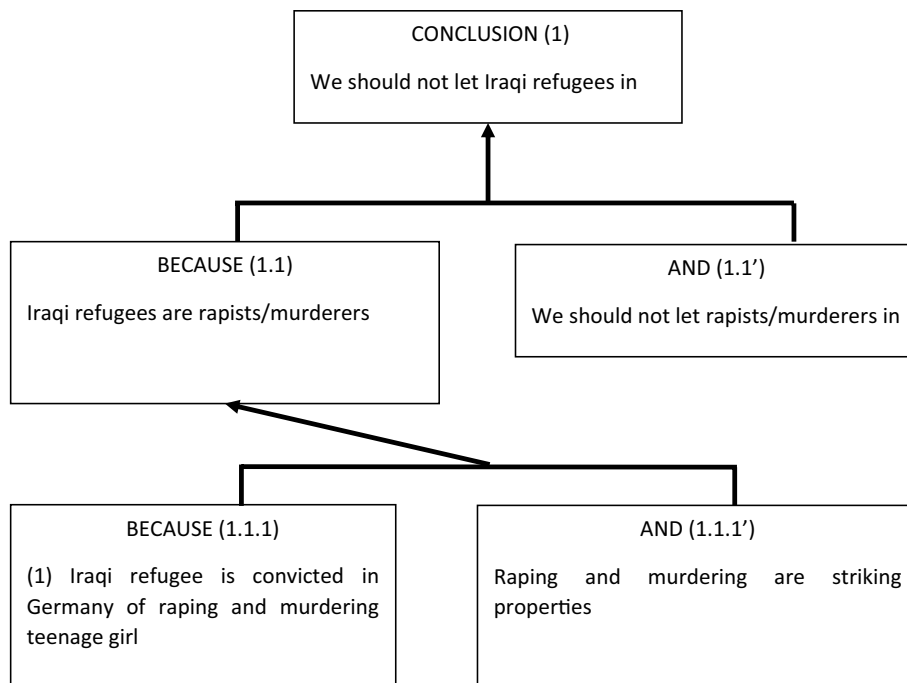 CONCLUSION (1)
We should not let Iraqi refugees in
BECAUSE (1.1)
Iraqi refugees are rapists/murderers
AND (1.1’)
We should not let rapists/murderers in
BECAUSE (1.1.1)
(1) Iraqi refugee is convicted in
Germany of raping and murdering
teenage girl
AND (1.1.1’)
Raping and murdering are striking
properties